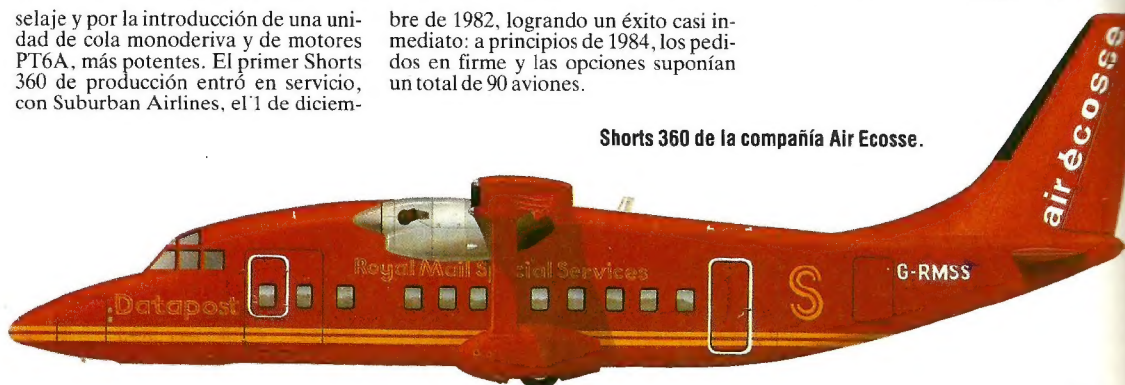 selaje y por la introducción de una uni-
dad de cola monoderiva y de motores
PT6A, más potentes. El primer Shorts
360 de producción entró en servicio,
con Suburban Airlines, el 1 de diciem-
bre de 1982, logrando un éxito casi in-
mediato: a principios de 1984, los pedi-
dos en firme y las opciones suponían
un total de 90 aviones.
Shorts 360 de la compañía Air Ecosse.
air écosse
Royal Mail Special Services
G-RMSS
Datapost
S